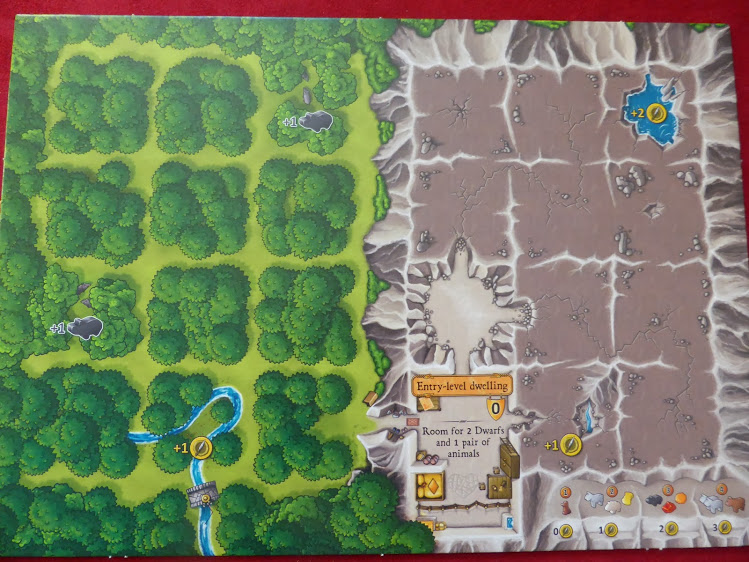 +2
+1
+1
Entry-level dwelling
0
Room for 2 Dwarfs
and 1 pair of
animals
+1
+1
0
1
2
3